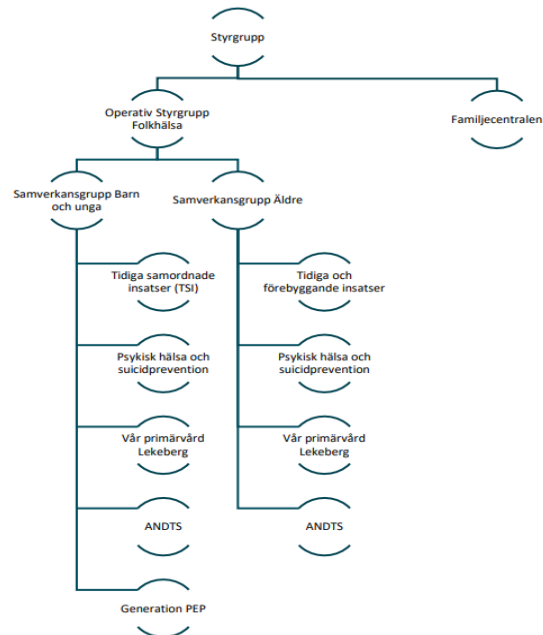 Styrgrupp
Operativ Styrgrupp
Folkhälsa
Familjecentralen
Samverkansgrupp Barn
och unga
Samverkansgrupp Äldre
Tidiga samordnade
insatser (TSI)
Tidiga och
förebyggande insatser
Psykisk hälsa och
suicidprevention
Psykisk hälsa och
suicidprevention
Vår primärvård
Lekeberg
Vår primärvård
Lekeberg
ANDTS
ANDTS
Generation PEP